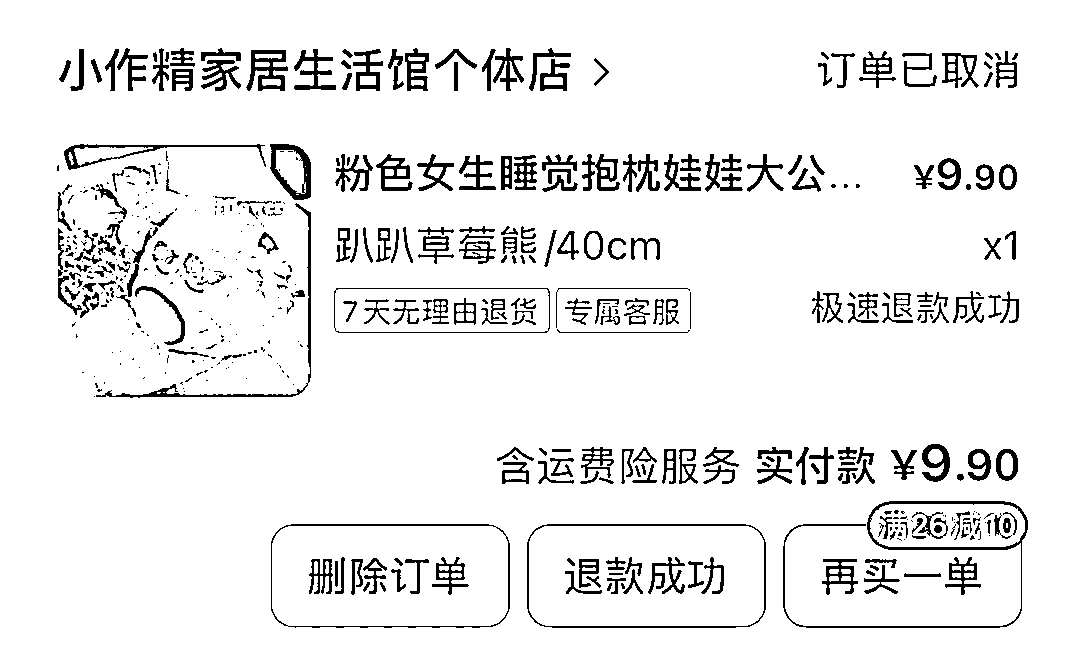 小作精家居生活馆个体店 > 订单已取消
粉色女生睡觉抱枕娃娃大公... ¥9.90
趴趴草莓熊/40cm x1
7天无理由退货 专属客服 极速退款成功
含运费险服务 实付款 ¥9.90
满26减10
删除订单 退款成功 再买一单